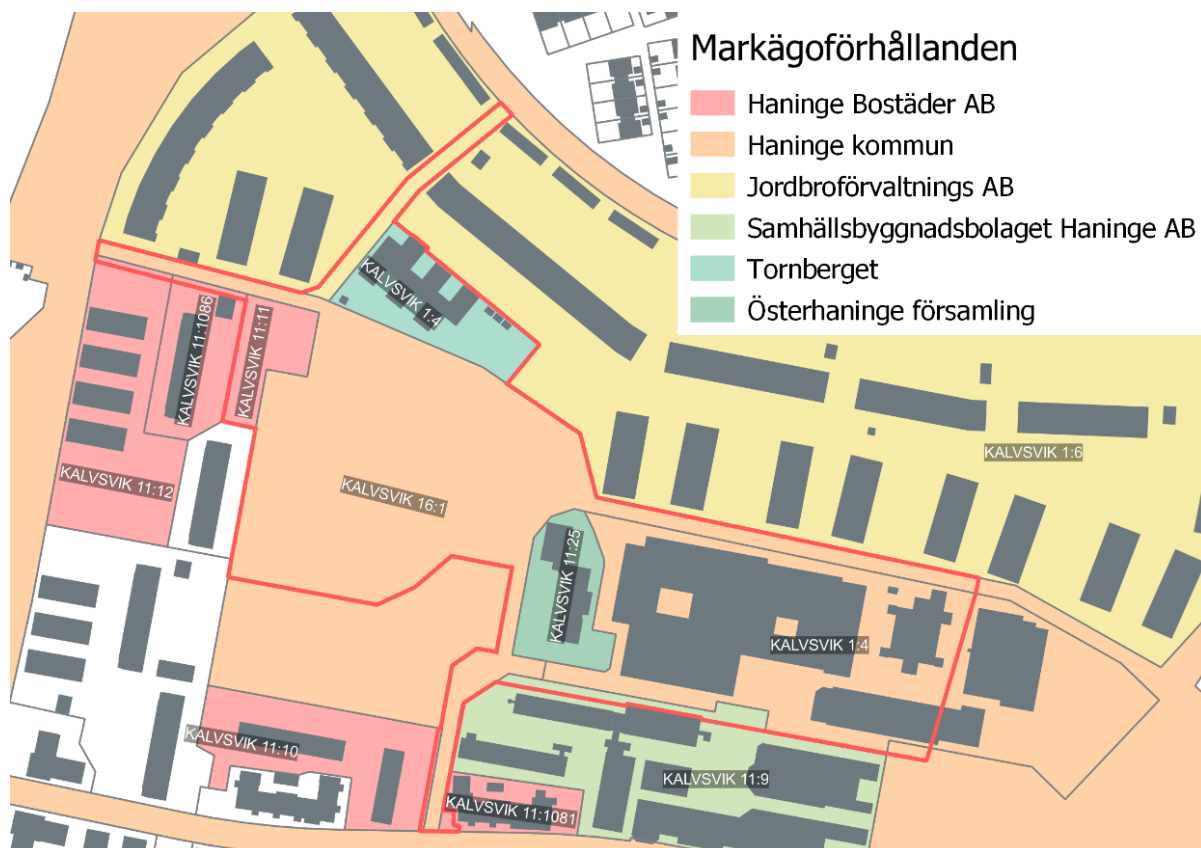 Markägoförhållanden
Haninge Bostäder AB
Haninge kommun
Jordbroförvaltnings AB
Samhällsbyggnadsbolaget Haninge AB
Tornberget
Österhaninge församling
KALVSVIK 1:4
KALVSVIK 11:1086
KALVSVIK 11:11
KALVSVIK 1:6
KALVSVIK 11:12
KALVSVIK 16:1
KALVSVIK 11:25
KALVSVIK 1:4
KALVSVIK 11:10
KALVSVIK 11:9
KALVSVIK 11:1081